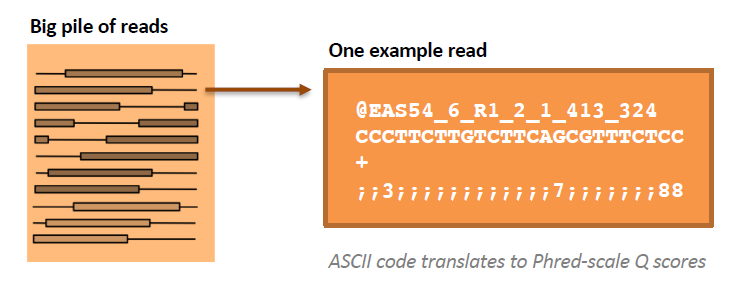 Big pile of reads
One example read
@EAS54_6_R1_2_1_413_324
CCCTTCTTGTCTTCAGCGTTTCTCC
+
;;3;;;;;;;;;;;;7;;;;;;;88
ASCII code translates to Phred-scale Q scores